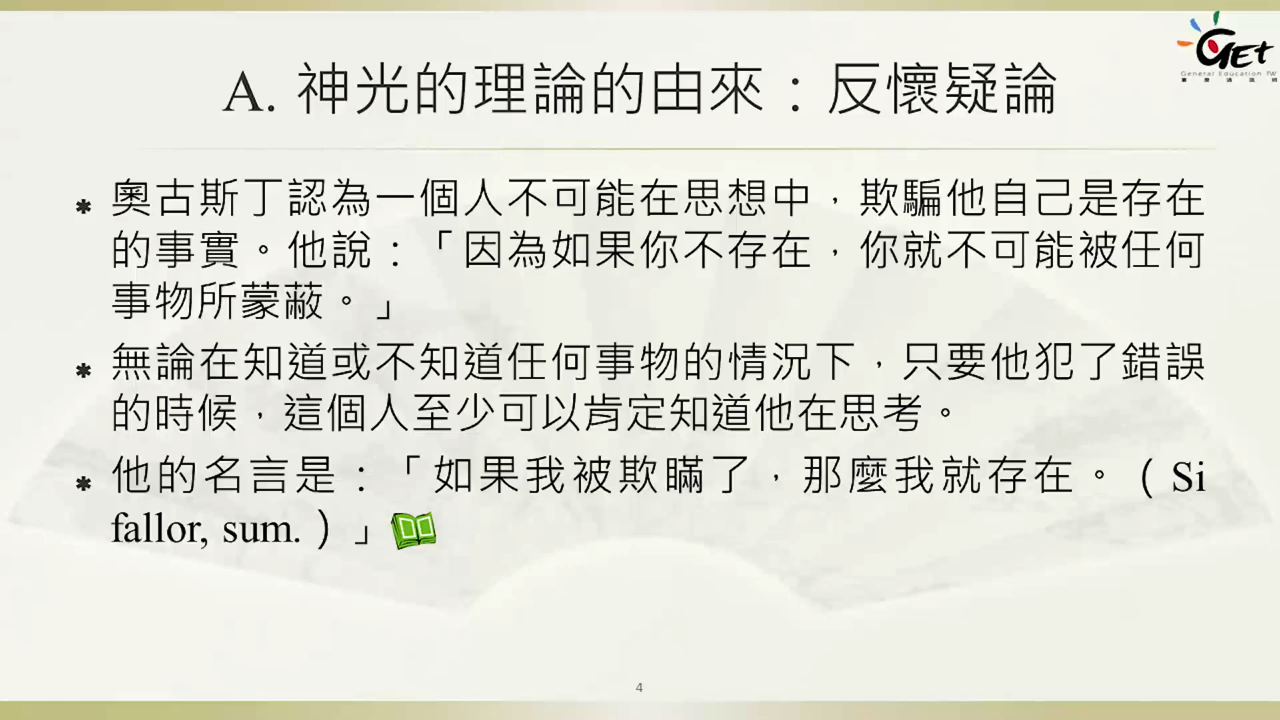 GET
General Education TW
A. 神光的理論的由來：反懷疑論
* 奧古斯丁認為一個人不可能在思想中，欺騙他自己是存在
的事實。他說：「因為如果你不存在，你就不可能被任何
事物所蒙蔽。」
* 無論在知道或不知道任何事物的情況下，只要他犯了錯誤
的時候，這個人至少可以肯定知道他在思考。
* 他的名言是：「如果我被欺瞞了，那麼我就存在。（Si
fallor, sum.）」
4